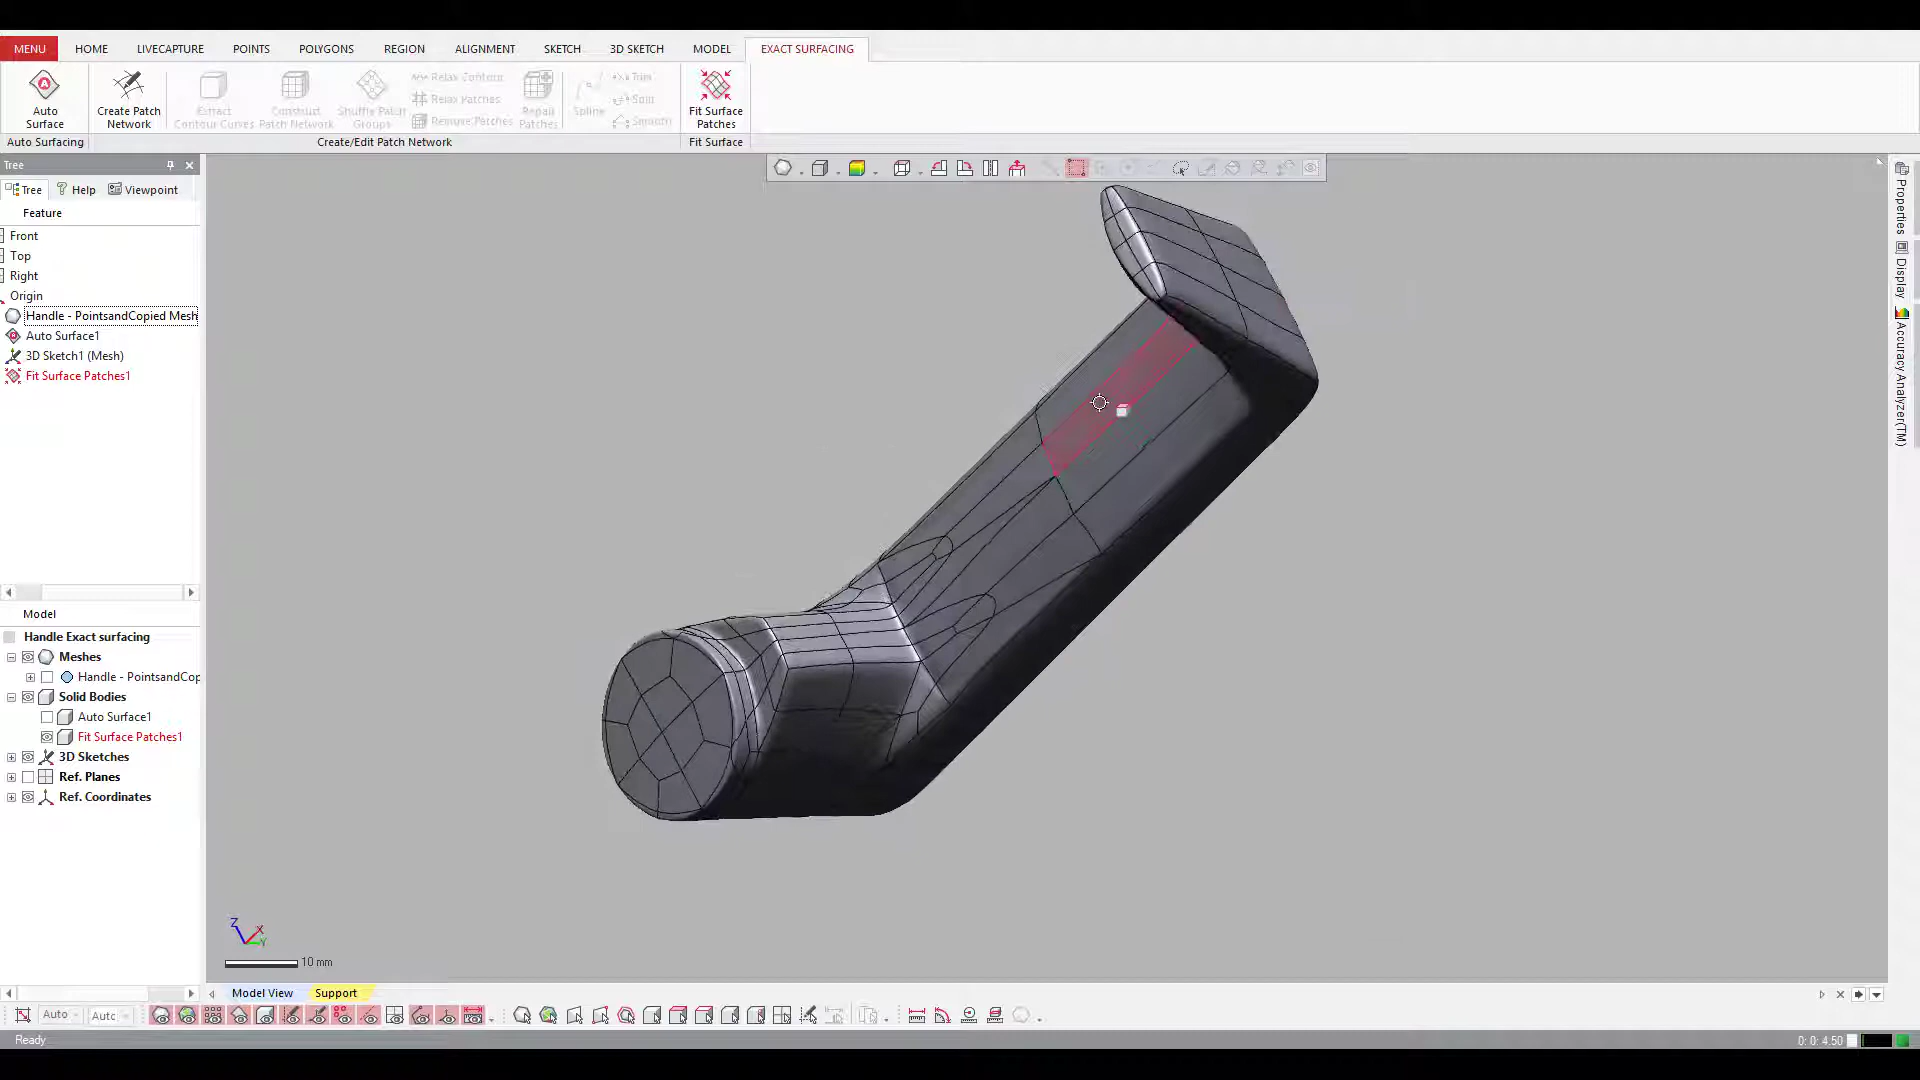 MENU HOME LIVECAPTURE POINTS POLYGONS REGION ALIGNMENT SKETCH 3D SKETCH MODEL EXACT SURFACING
Auto Surface
Create Patch Network
Extract Contour Curves
Construct Patch Network
Shuffle Patch Groups
Relax Contour
Relax Patches
Remove Patches
Repair Patches
Spline
Trim
Split
Smooth
Fit Surface Patches
Auto Surfacing Create/Edit Patch Network Fit Surface
Tree
Tree Help Viewpoint
Feature
Front
Top
Right
Origin
Handle - PointsandCopied Mesh
Auto Surface1
3D Sketch1 (Mesh)
Fit Surface Patches1
Model
Handle Exact surfacing
Meshes
Handle - PointsandCop
Solid Bodies
Auto Surface1
Fit Surface Patches1
3D Sketches
Ref. Planes
Ref. Coordinates
Z X Y
10 mm
Properties
Display
Accuracy Analyzer(TM)
Model View Support
Auto Autc
Ready 0: 0: 4.50